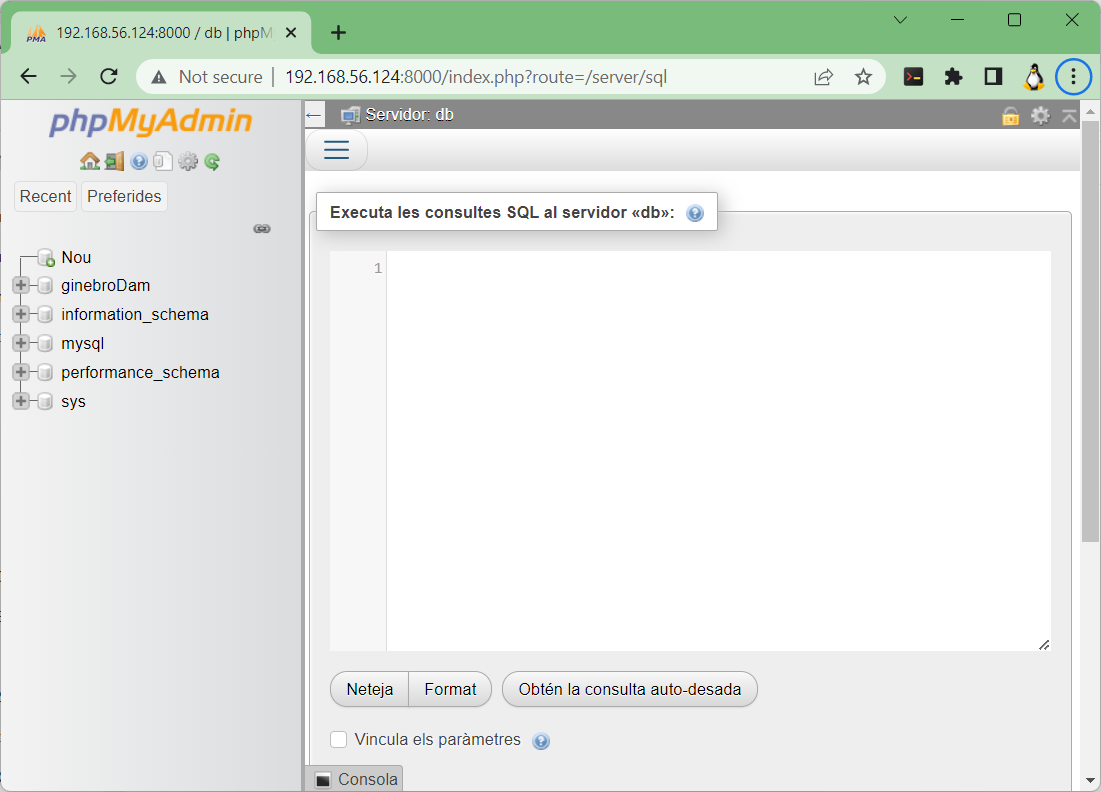 192.168.56.124:8000 / db | phpM
Not secure | 192.168.56.124:8000/index.php?route=/server/sql
phpMyAdmin
Recent Preferides
Nou
ginebroDam
information_schema
mysql
performance_schema
sys
Servidor: db
Executa les consultes SQL al servidor «db»:
1
Neteja Format Obtén la consulta auto-desada
Vincula els paràmetres
Consola